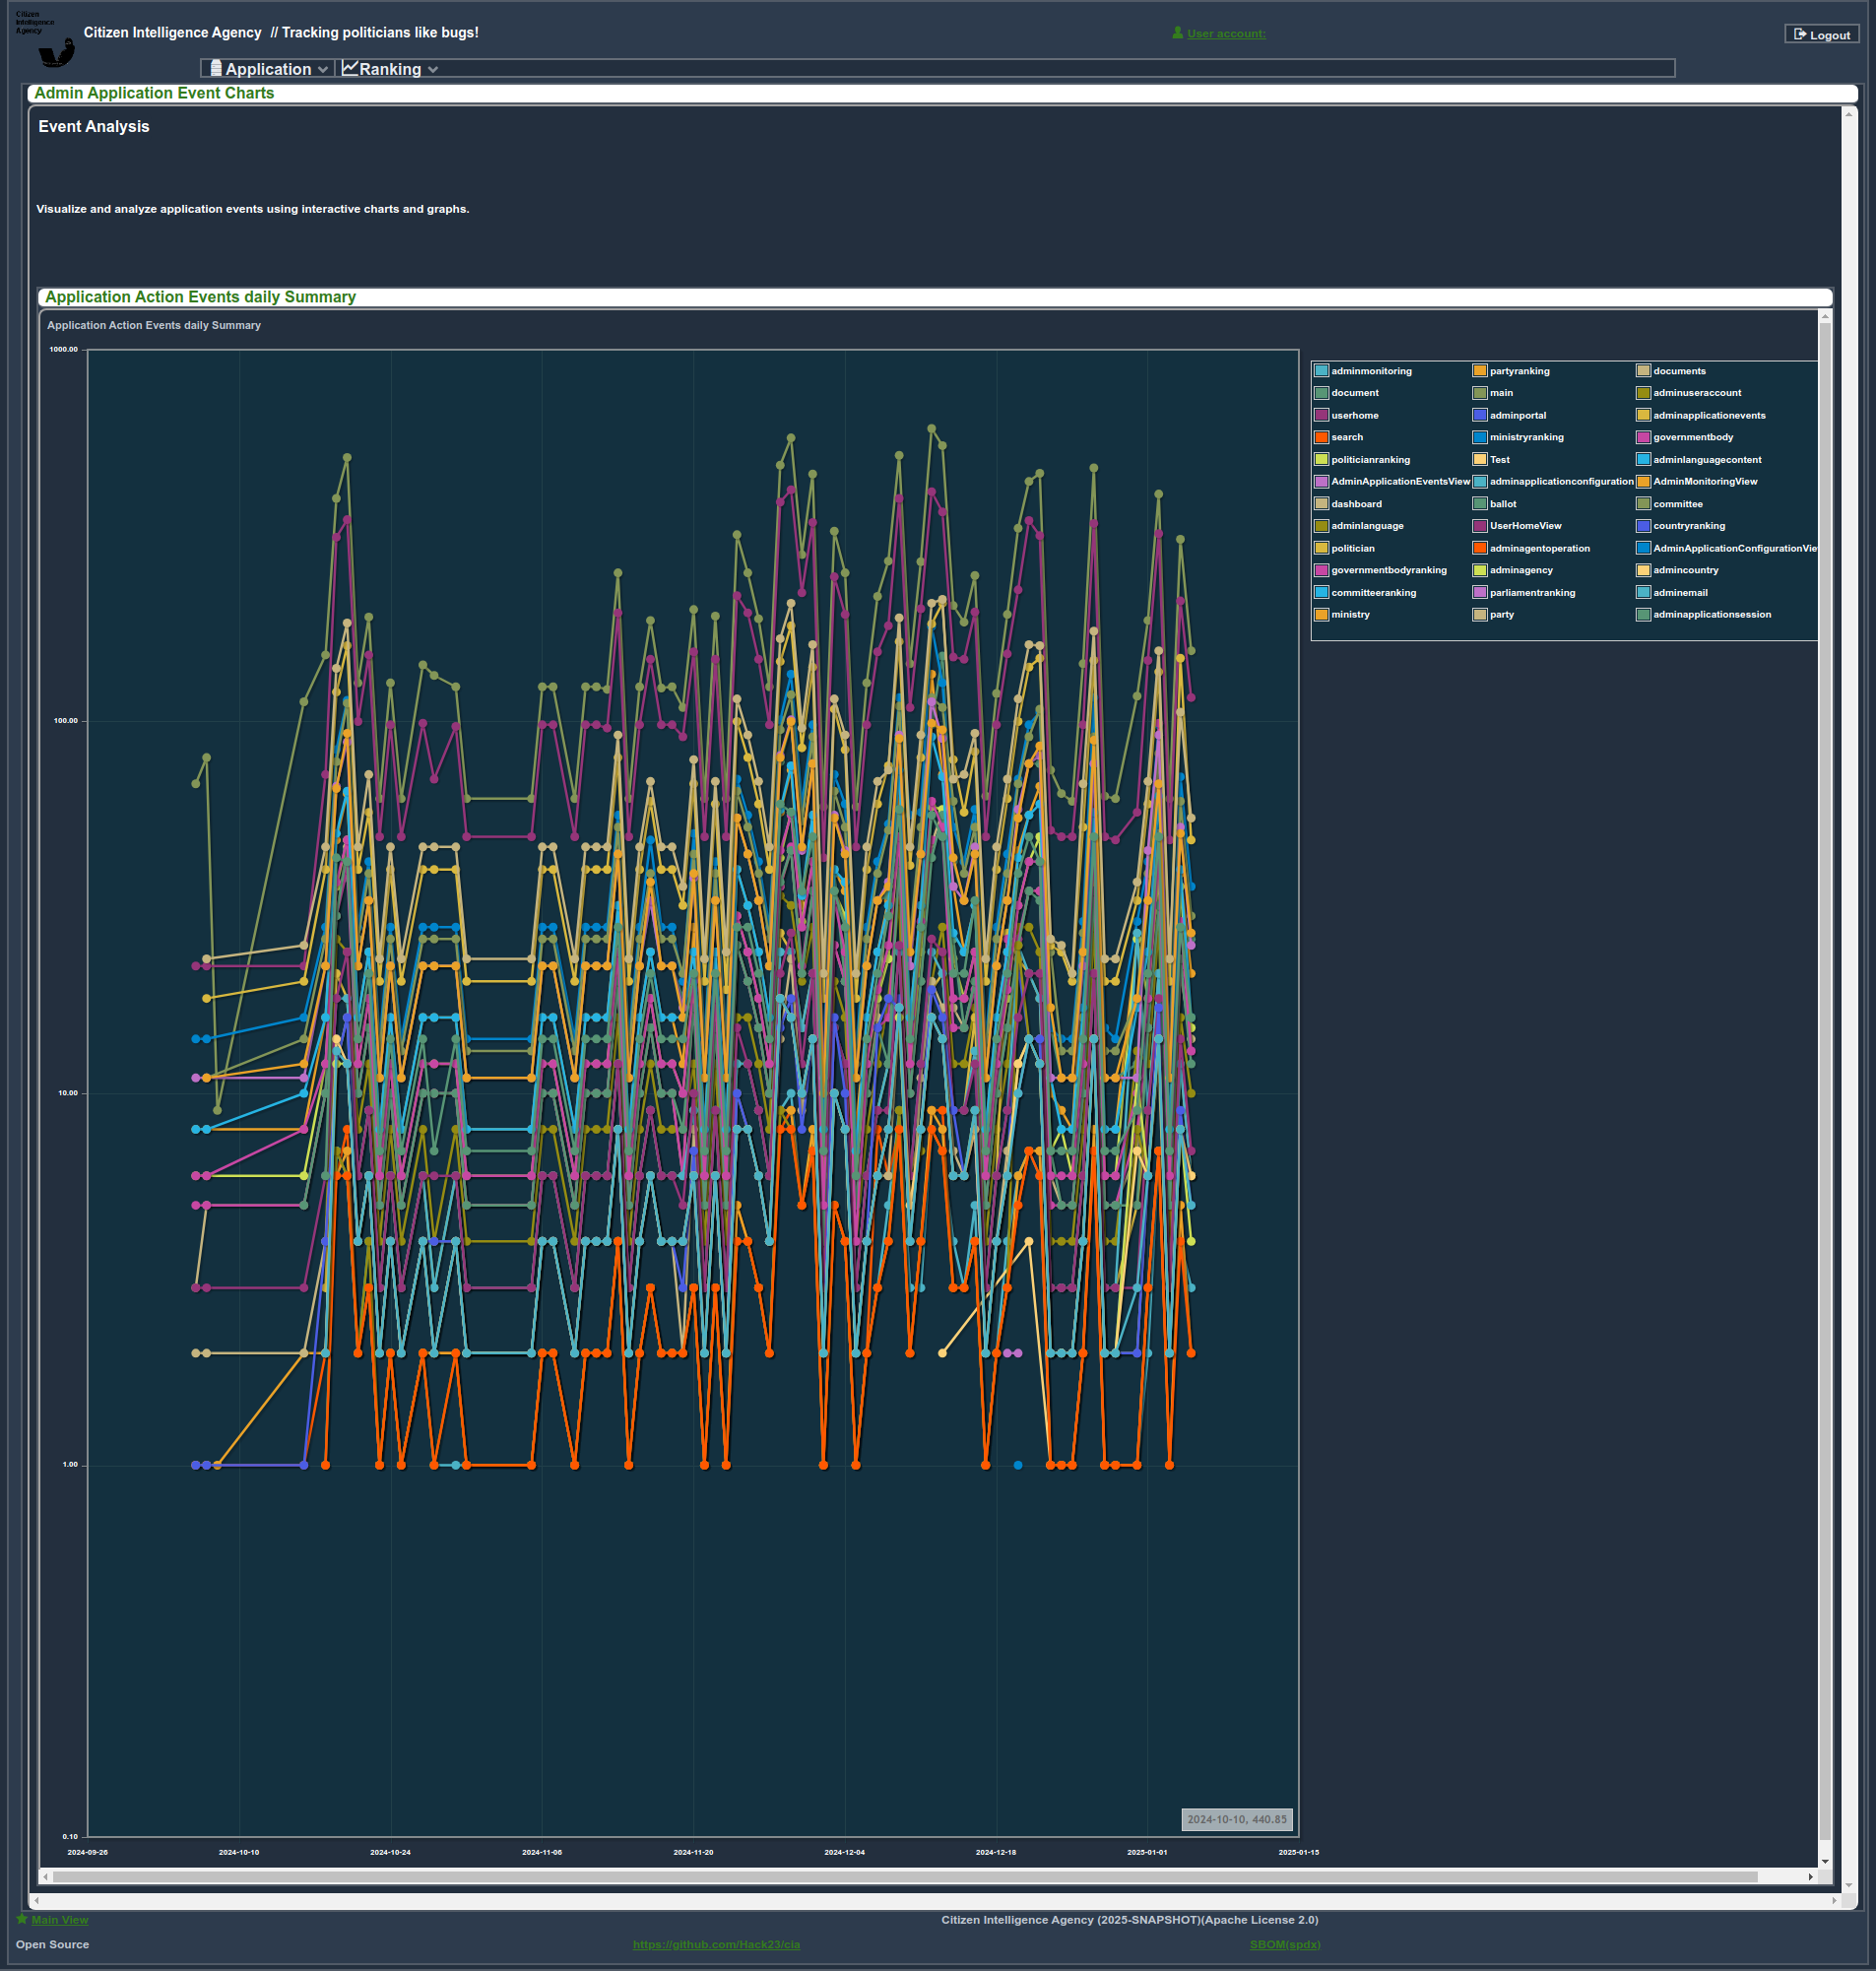 Citizen
Intelligence
Agency
Citizen Intelligence Agency // Tracking politicians like bugs!
User account:
Logout
Application
Ranking
Admin Application Event Charts
Event Analysis
Visualize and analyze application events using interactive charts and graphs.
Application Action Events daily Summary
Application Action Events daily Summary
1000.00
100.00
10.00
1.00
0.10
2024-09-26 2024-10-10 2024-10-24 2024-11-06 2024-11-20 2024-12-04 2024-12-18 2025-01-01 2025-01-15
2024-10-10, 440.85
adminmonitoring partyranking documents
document main adminuseraccount
userhome adminportal adminapplicationevents
search ministryranking governmentbody
politicianranking Test adminlanguagecontent
AdminApplicationEventsView adminapplicationconfiguration AdminMonitoringView
dashboard ballot committee
adminlanguage UserHomeView countryranking
politician adminagentoperation AdminApplicationConfigurationVie
governmentbodyranking adminagency admincountry
committeeranking parliamentranking adminemail
ministry party adminapplicationsession
Main View
Citizen Intelligence Agency (2025-SNAPSHOT)(Apache License 2.0)
Open Source
https://github.com/Hack23/cia
SBOM(spdx)